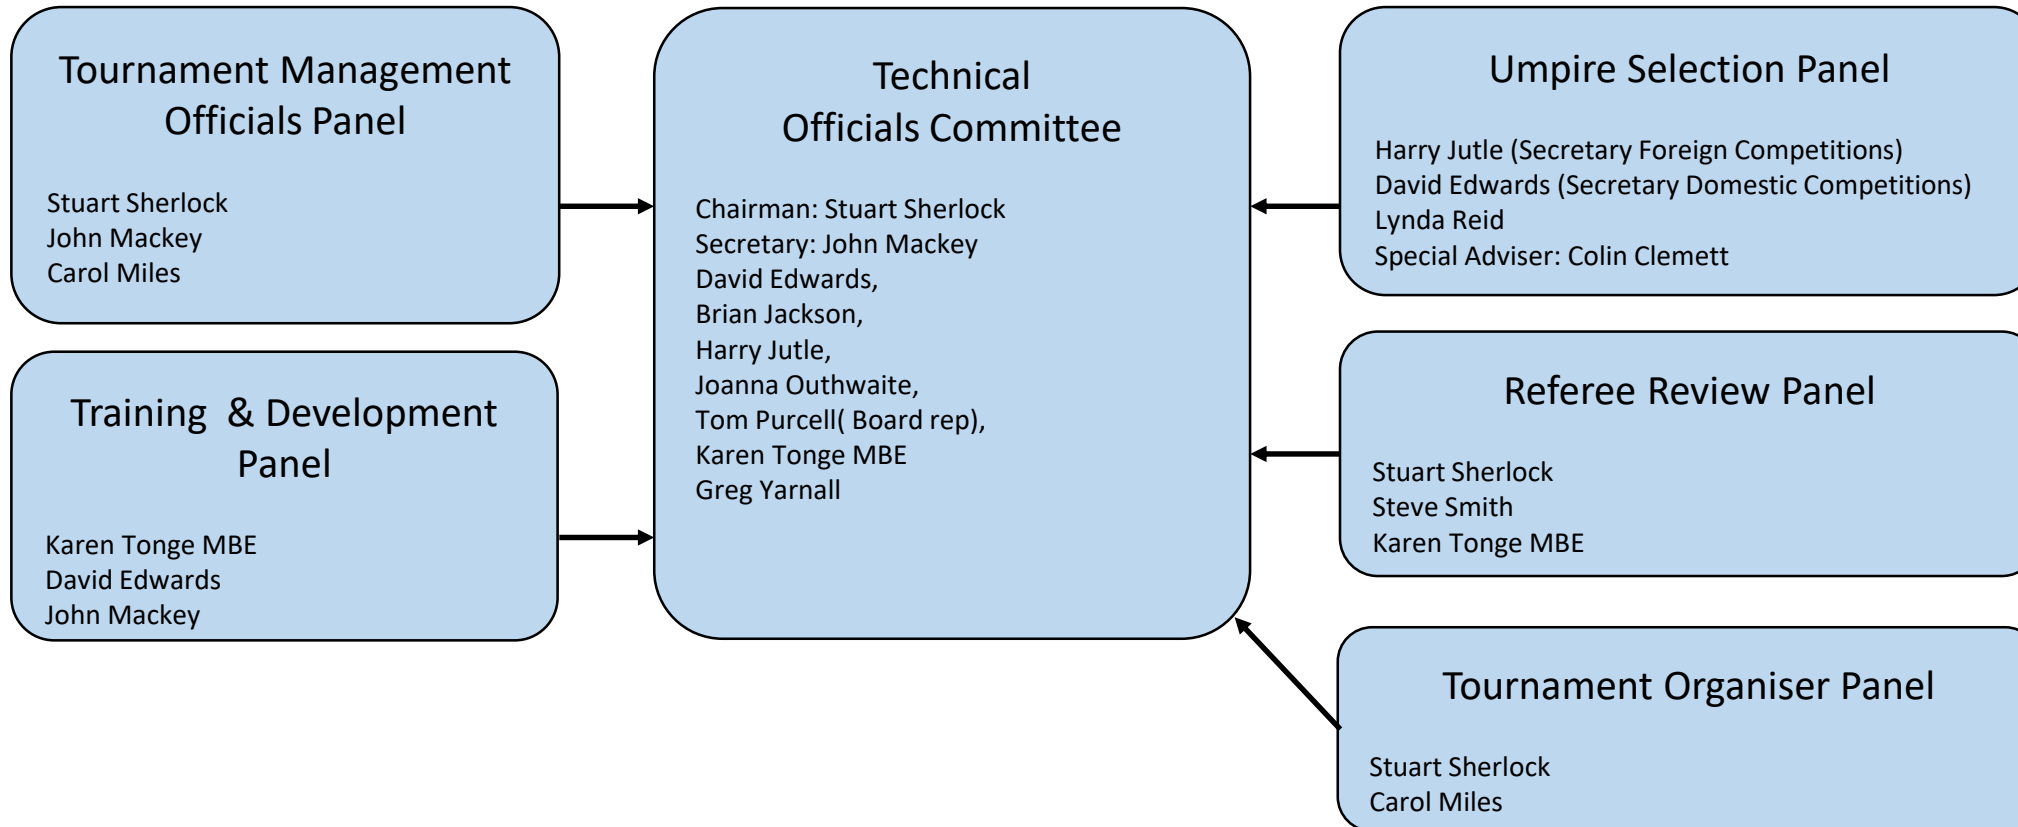 Tournament Management
Officials Panel
Stuart Sherlock
John Mackey
Carol Miles
Training & Development
Panel
Karen Tonge MBE
David Edwards
John Mackey
Technical
Officials Committee
Chairman: Stuart Sherlock
Secretary: John Mackey
David Edwards,
Brian Jackson,
Harry Jutle,
Joanna Outhwaite,
Tom Purcell( Board rep),
Karen Tonge MBE
Greg Yarnall
Umpire Selection Panel
Harry Jutle (Secretary Foreign Competitions)
David Edwards (Secretary Domestic Competitions)
Lynda Reid
Special Adviser: Colin Clemett
Referee Review Panel
Stuart Sherlock
Steve Smith
Karen Tonge MBE
Tournament Organiser Panel
Stuart Sherlock
Carol Miles